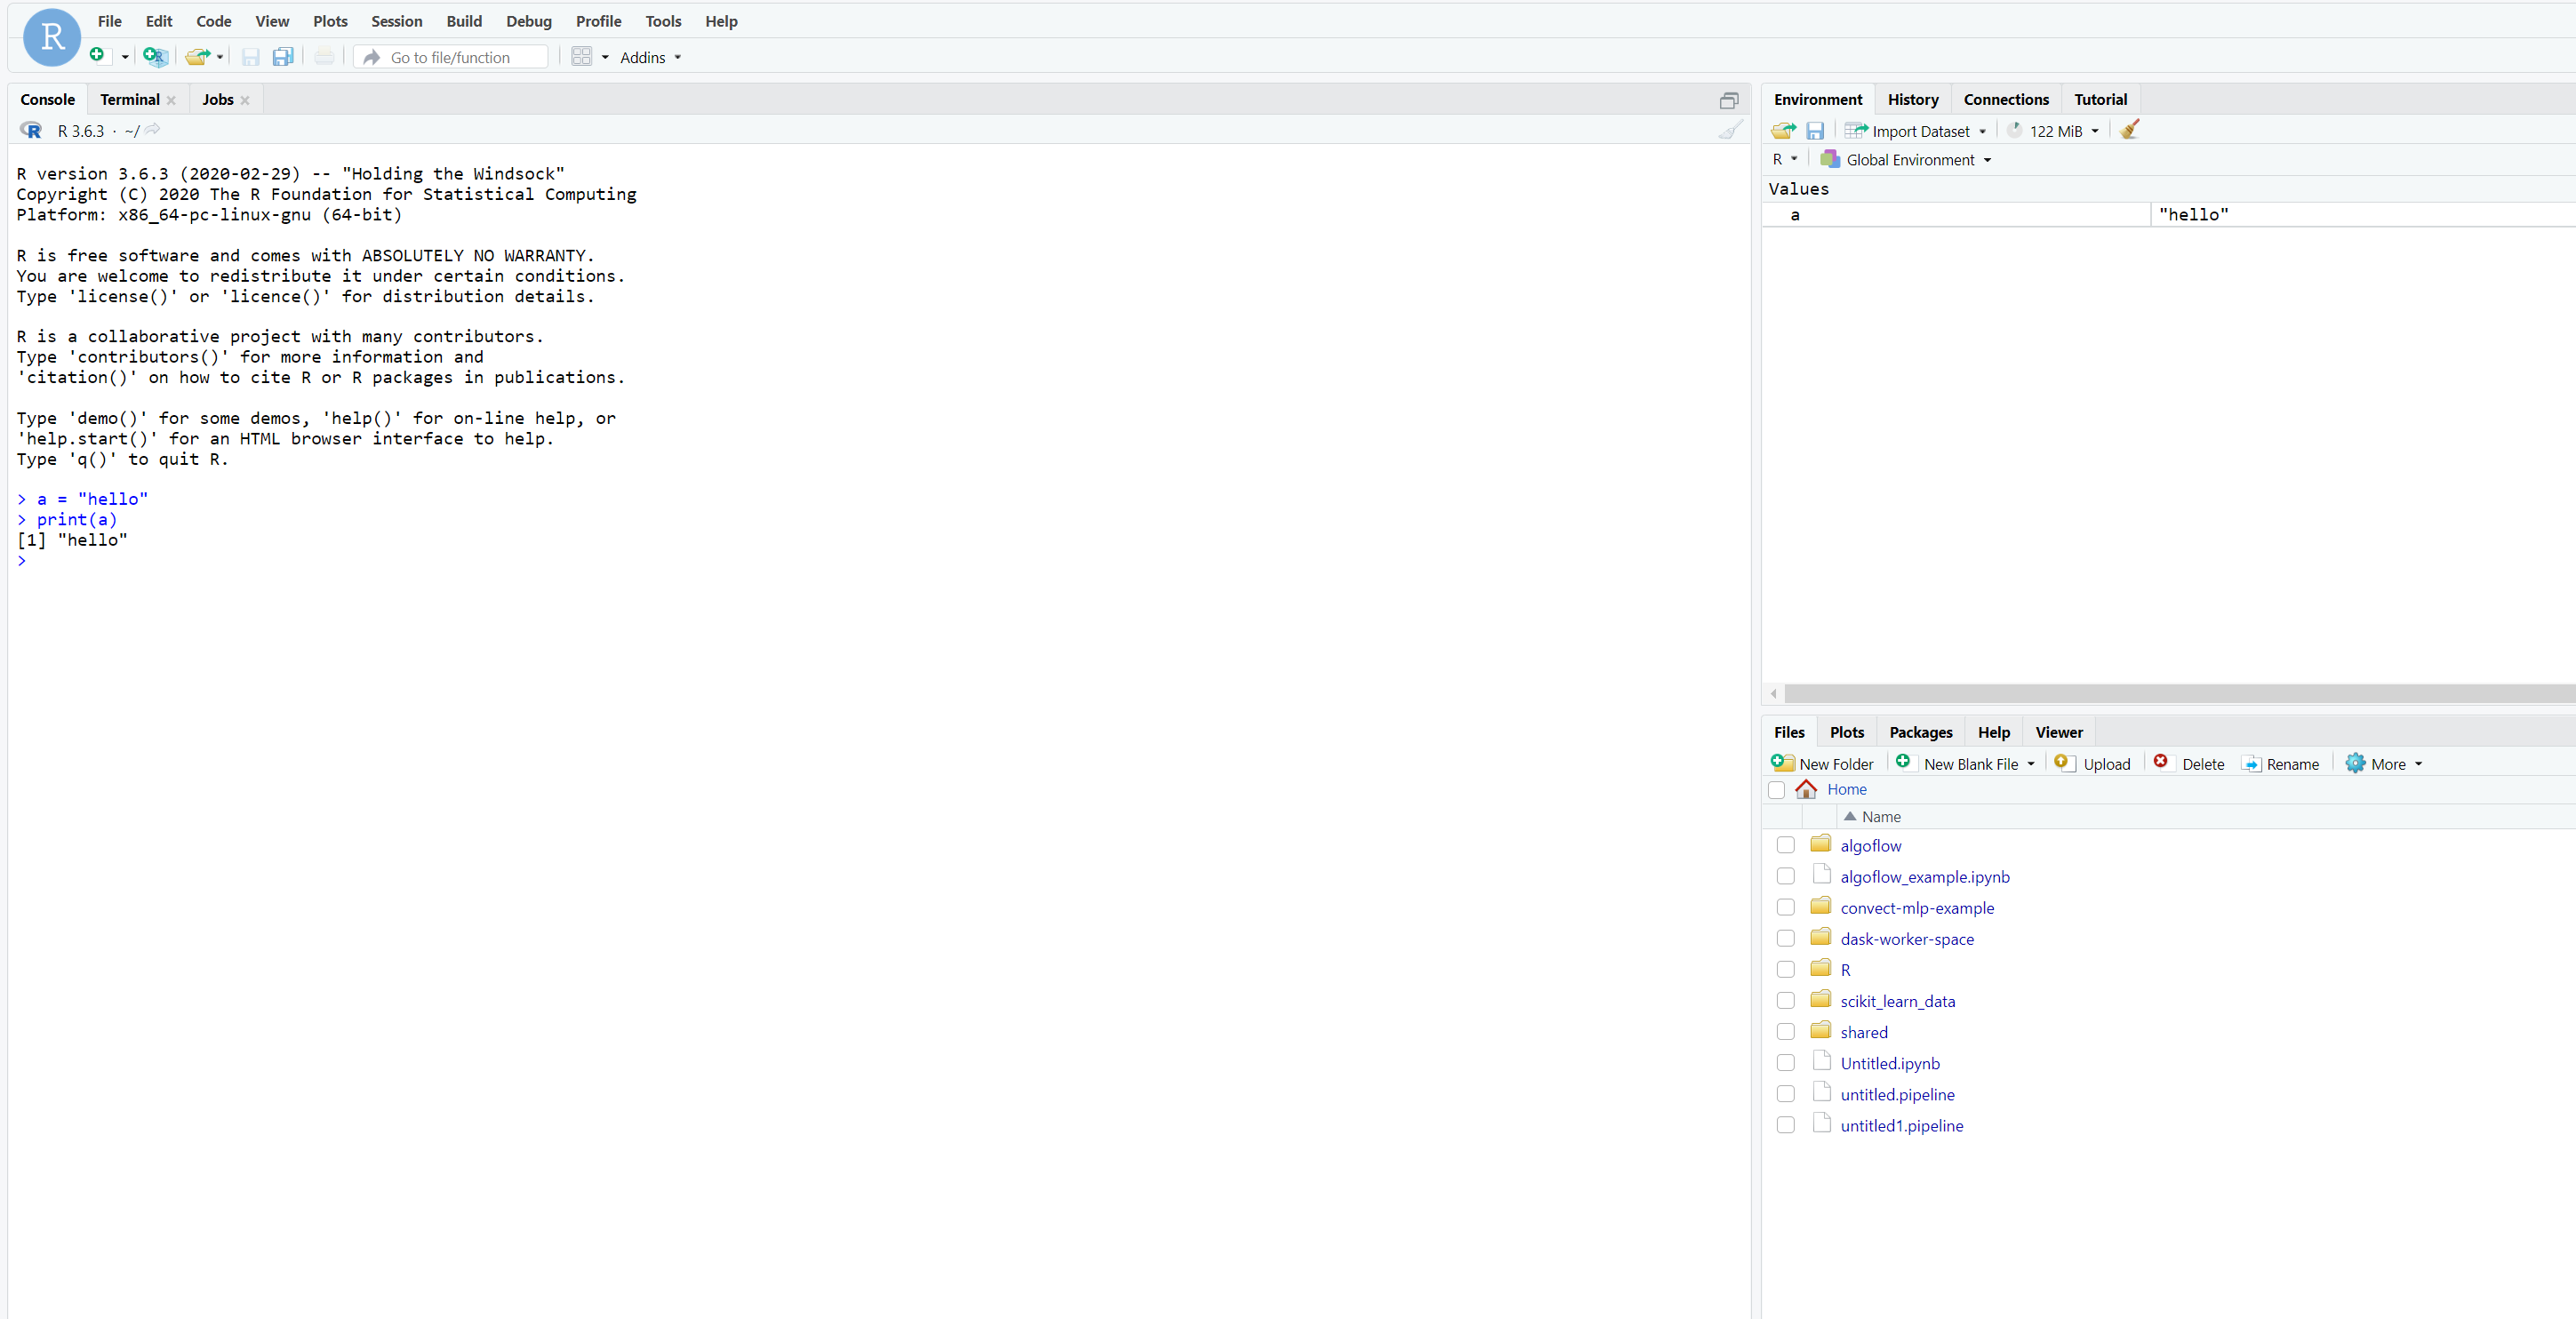 R
File Edit Code View Plots Session Build Debug Profile Tools Help
R Go to file/function Addins
Console Terminal Jobs
R R 3.6.3 · ~/
R version 3.6.3 (2020-02-29) -- "Holding the Windsock"
Copyright (C) 2020 The R Foundation for Statistical Computing
Platform: x86_64-pc-linux-gnu (64-bit)
R is free software and comes with ABSOLUTELY NO WARRANTY.
You are welcome to redistribute it under certain conditions.
Type 'license()' or 'licence()' for distribution details.
R is a collaborative project with many contributors.
Type 'contributors()' for more information and
'citation()' on how to cite R or R packages in publications.
Type 'demo()' for some demos, 'help()' for on-line help, or
'help.start()' for an HTML browser interface to help.
Type 'q()' to quit R.
> a = "hello"
> print(a)
[1] "hello"
>
Environment History Connections Tutorial
Import Dataset 122 MiB
R Global Environment
Values
a "hello"
Files Plots Packages Help Viewer
New Folder New Blank File Upload Delete Rename More
Home
Name
algoflow
algoflow_example.ipynb
convect-mlp-example
dask-worker-space
R
scikit_learn_data
shared
Untitled.ipynb
untitled.pipeline
untitled1.pipeline